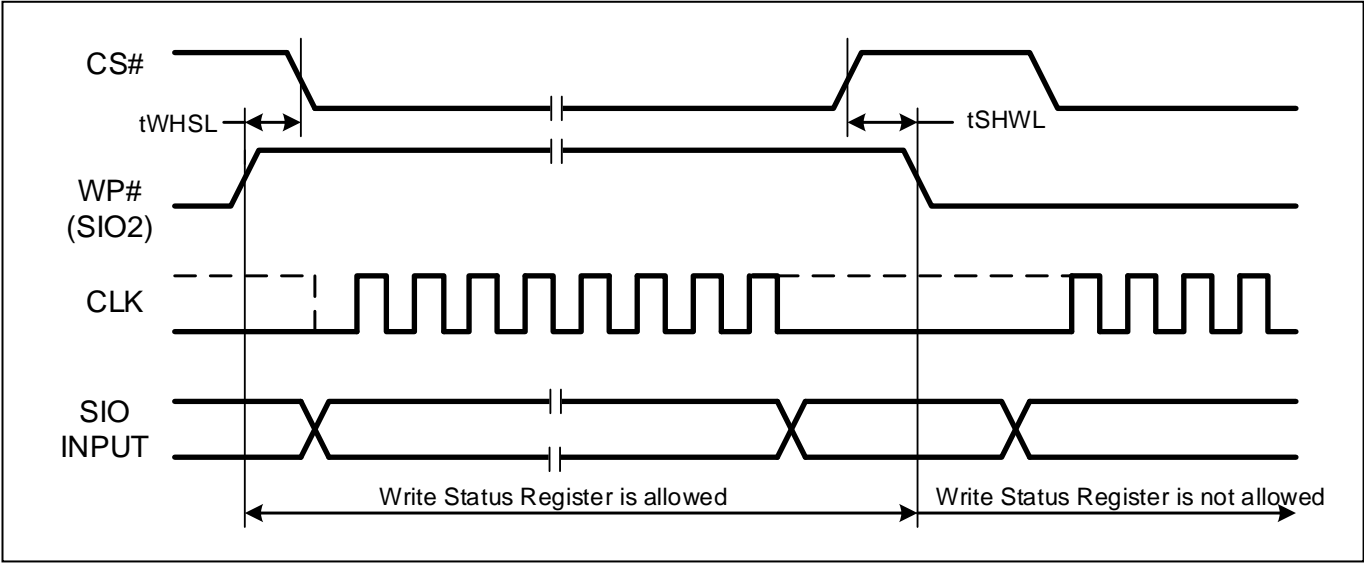 CS#
tWHSL
tSHWL
WP#
(SIO2)
CLK
SIO
INPUT
Write Status Register is allowed
Write Status Register is not allowed